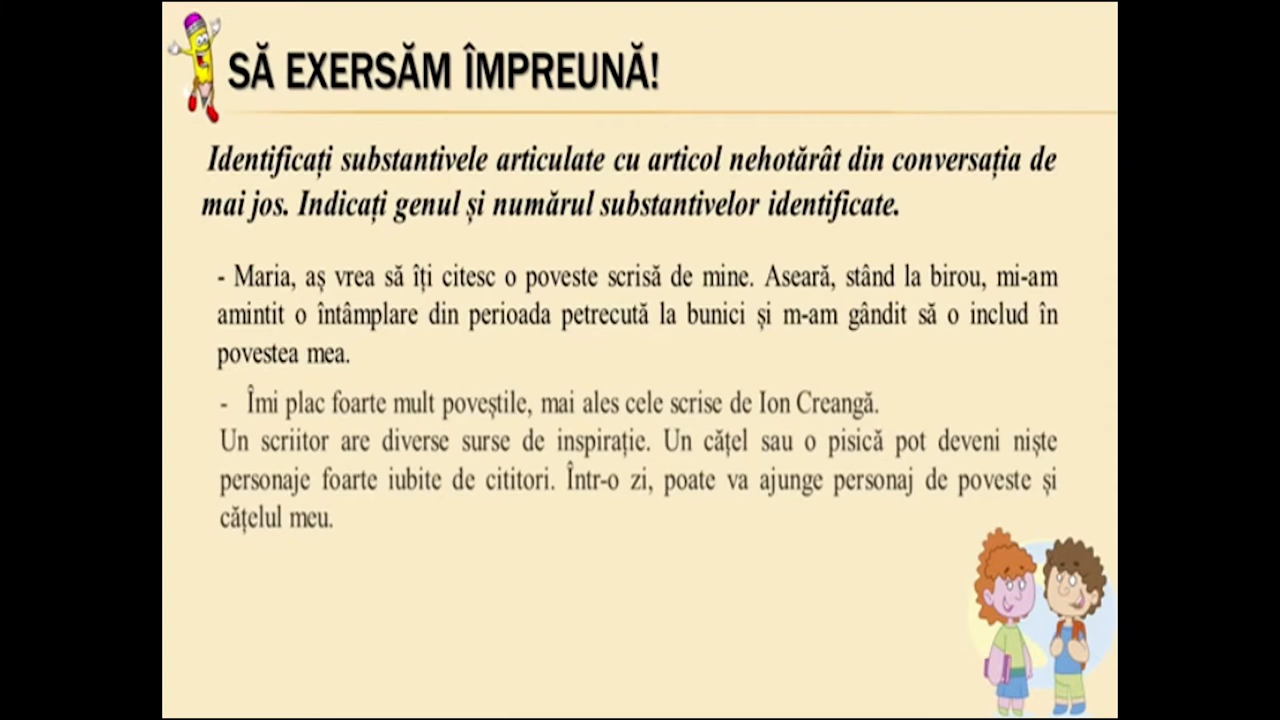 SĂ EXERSĂM ÎMPREUNĂ!
Identificați substantivele articulate cu articol nehotărât din conversația de
mai jos. Indicați genul și numărul substantivelor identificate.
- Maria, aș vrea să îți citesc o poveste scrisă de mine. Aseară, stând la birou, mi-am
amintit o întâmplare din perioada petrecută la bunici și m-am gândit să o includ în
povestea mea.
- Îmi plac foarte mult poveștile, mai ales cele scrise de Ion Creangă.
Un scriitor are diverse surse de inspirație. Un cățel sau o pisică pot deveni niște
personaje foarte iubite de cititori. Într-o zi, poate va ajunge personaj de poveste și
cățelul meu.